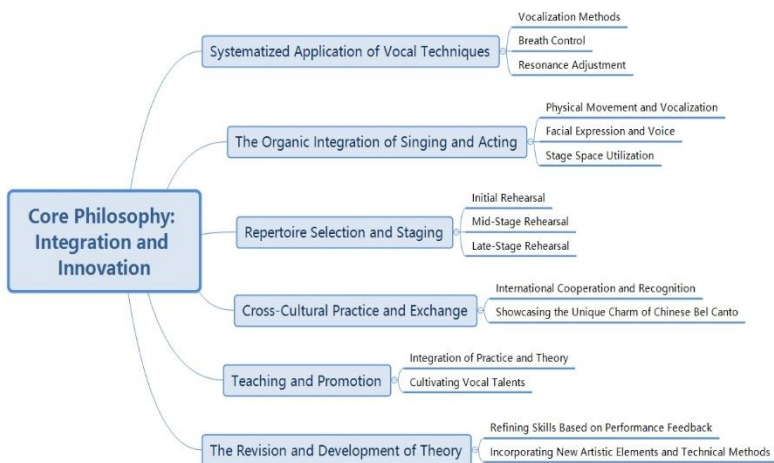 Core Philosophy:
Integration and
Innovation
Systematized Application of Vocal Techniques
Vocalization Methods
Breath Control
Resonance Adjustment
The Organic Integration of Singing and Acting
Physical Movement and Vocalization
Facial Expression and Voice
Stage Space Utilization
Repertoire Selection and Staging
Initial Rehearsal
Mid-Stage Rehearsal
Late-Stage Rehearsal
Cross-Cultural Practice and Exchange
International Cooperation and Recognition
Showcasing the Unique Charm of Chinese Bel Canto
Teaching and Promotion
Integration of Practice and Theory
Cultivating Vocal Talents
The Revision and Development of Theory
Refining Skills Based on Performance Feedback
Incorporating New Artistic Elements and Technical Methods